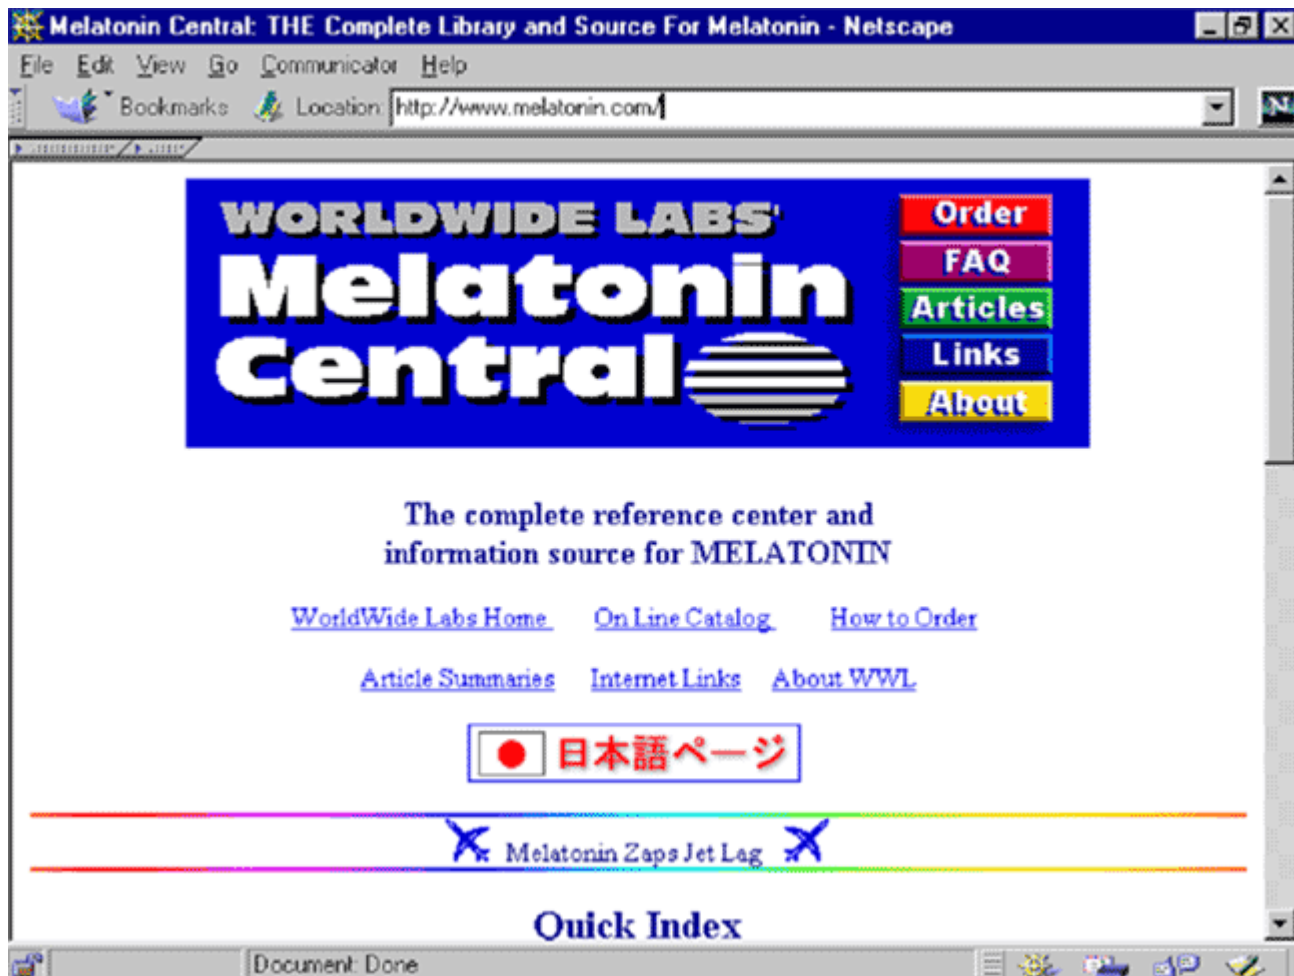 Melatonin Central: THE Complete Library and Source For Melatonin - Netscape
File Edit View Go Communicator Help
Bookmarks Location: http://www.melatonin.com/
WORLDWIDE LABS'
Melatonin
Central
Order
FAQ
Articles
Links
About
The complete reference center and
information source for MELATONIN
WorldWide Labs Home On Line Catalog How to Order
Article Summaries Internet Links About WWL
日本語ページ
Melatonin Zaps Jet Lag
Quick Index
Document: Done